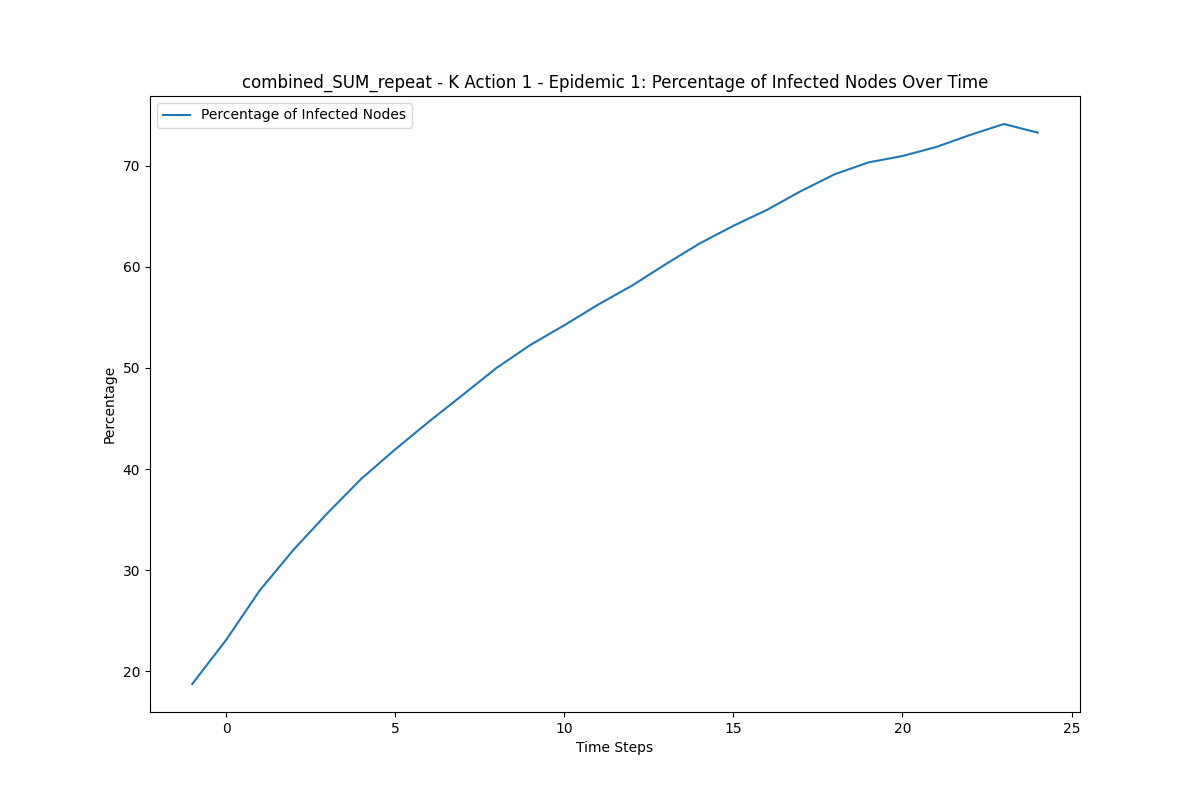 combined_SUM_repeat - K Action 1 - Epidemic 1: Percentage of Infected Nodes Over Time
Percentage of Infected Nodes
70
60
50
40
30
20
Percentage
0 5 10 15 20 25
Time Steps